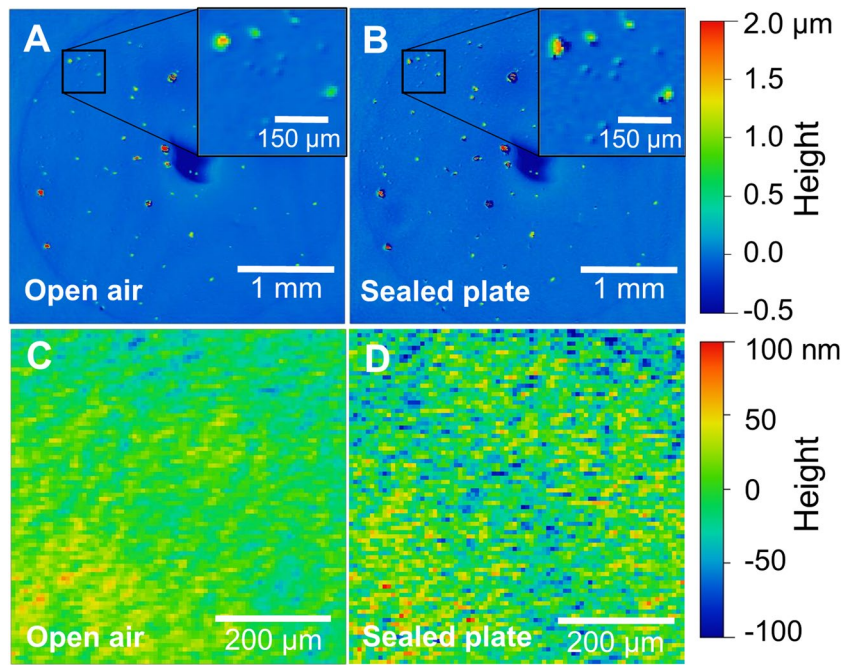 A
150 µm
Open air
1 mm
B
150 µm
Sealed plate
1 mm
2.0 µm
1.5
1.0
0.5
0.0
-0.5
Height
C
Open air
200 µm
D
Sealed plate
200 µm
100 nm
50
0
-50
-100
Height